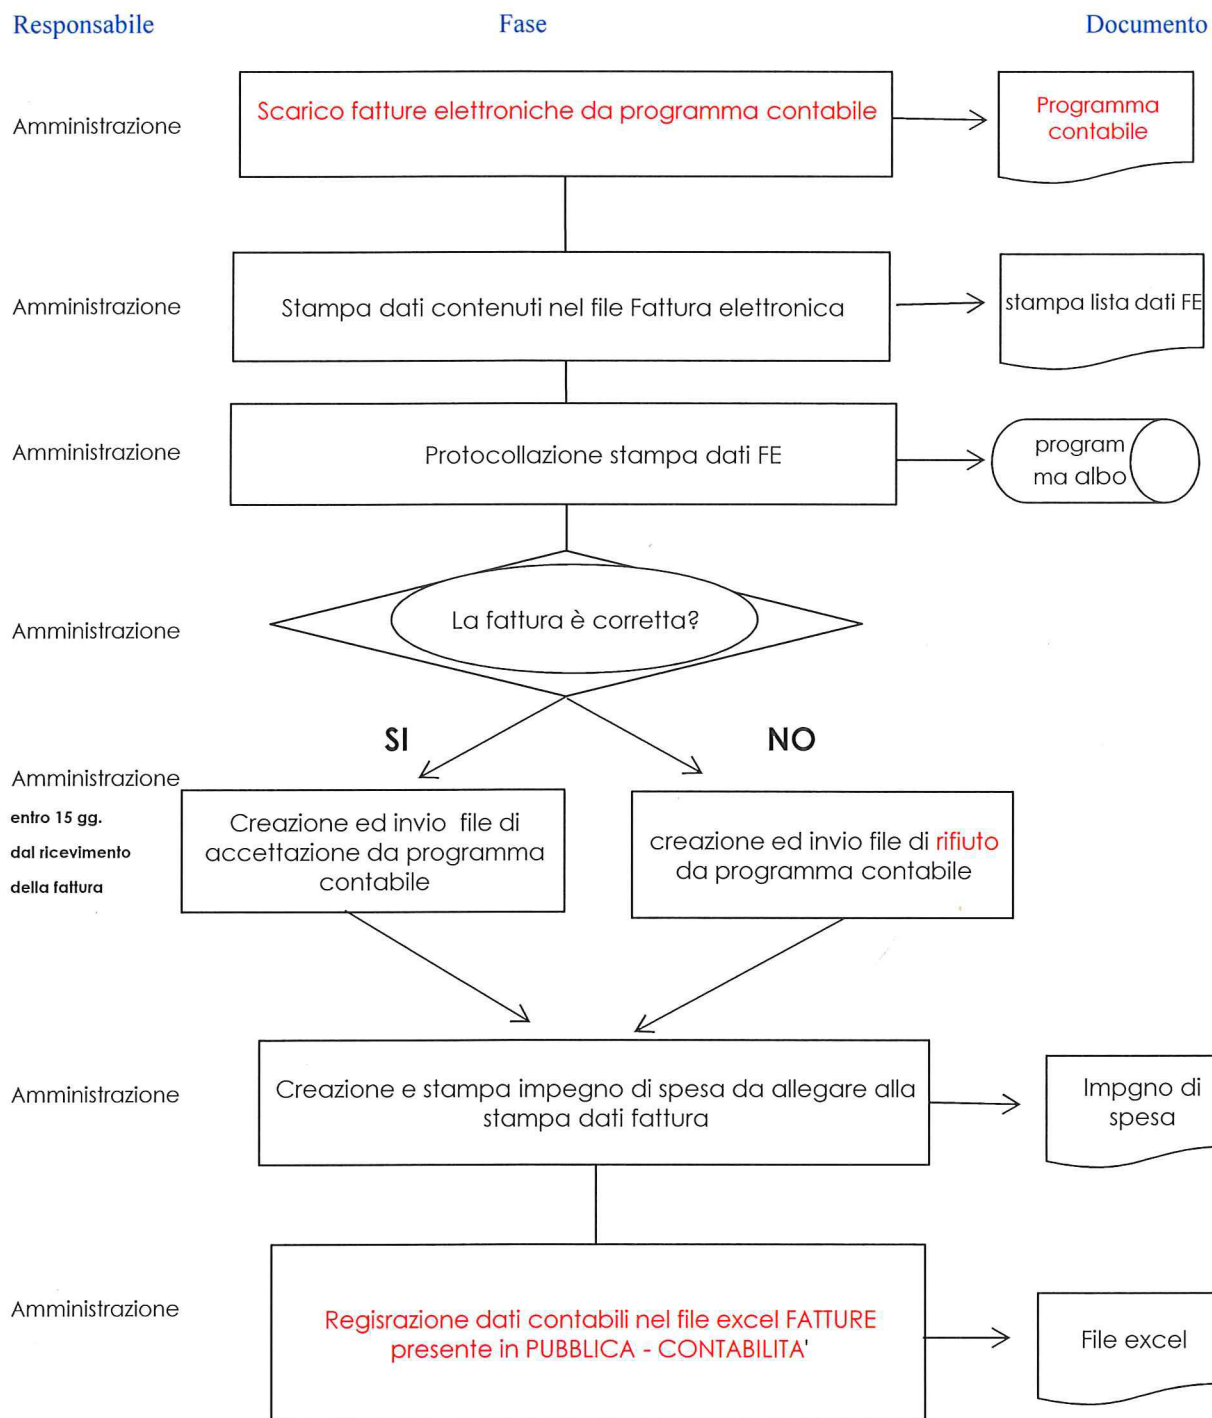 Responsabile
Fase
Documento
Amministrazione
Scarico fatture elettroniche da programma contabile
Programma
contabile
Amministrazione
Stampa dati contenuti nel file Fattura elettronica
stampa lista dati FE
Amministrazione
Protocollazione stampa dati FE
program
ma albo
Amministrazione
La fattura è corretta?
SI
NO
Amministrazione
entro 15 gg.
dal ricevimento
della fattura
Creazione ed invio file di
accettazione da programma
contabile
creazione ed invio file di rifiuto
da programma contabile
Amministrazione
Creazione e stampa impegno di spesa da allegare alla
stampa dati fattura
Impgno di
spesa
Amministrazione
Regisrazione dati contabili nel file excel FATTURE
presente in PUBBLICA - CONTABILITA'
File excel